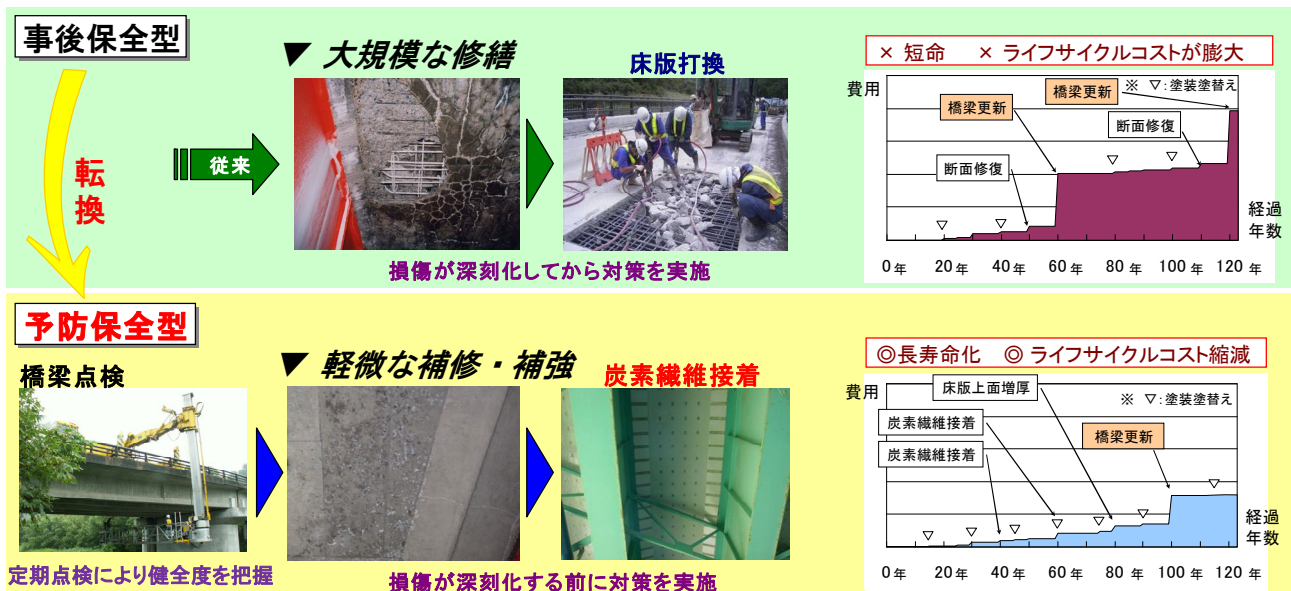 事後保全型
転換
従来
▼ 大規模な修繕
床版打換
損傷が深刻化してから対策を実施
× 短命 × ライフサイクルコストが膨大
費用
橋梁更新
※ ▽:塗装塗替え
橋梁更新
断面修復
断面修復
経過
年数
0年 20年 40年 60年 80年 100年 120年
予防保全型
橋梁点検
▼ 軽微な補修・補強
炭素繊維接着
定期点検により健全度を把握
損傷が深刻化する前に対策を実施
◎長寿命化 ◎ライフサイクルコスト縮減
費用
床版上面増厚
※ ▽:塗装塗替え
炭素繊維接着
橋梁更新
炭素繊維接着
経過
年数
0年 20年 40年 60年 80年 100年 120年